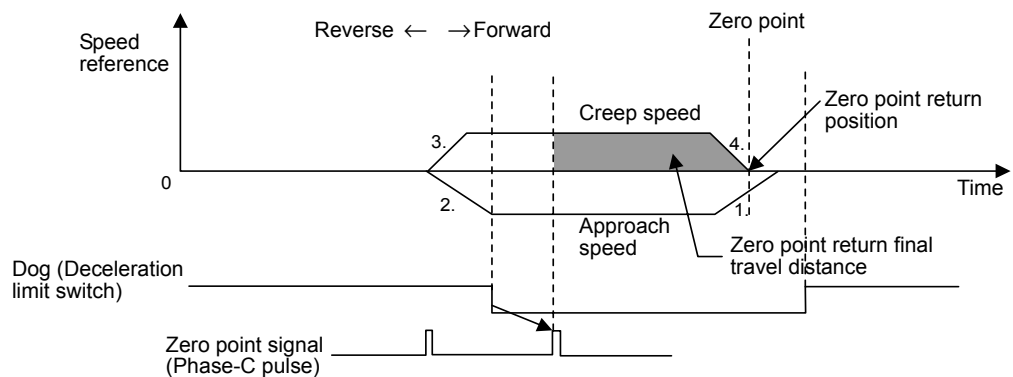 Zero point
Reverse ← → Forward
Speed
reference
Creep speed
Zero point return
position
3.
4.
0
Time
2.
1.
Approach
speed
Zero point return final
travel distance
Dog (Deceleration
limit switch)
Zero point signal
(Phase-C pulse)